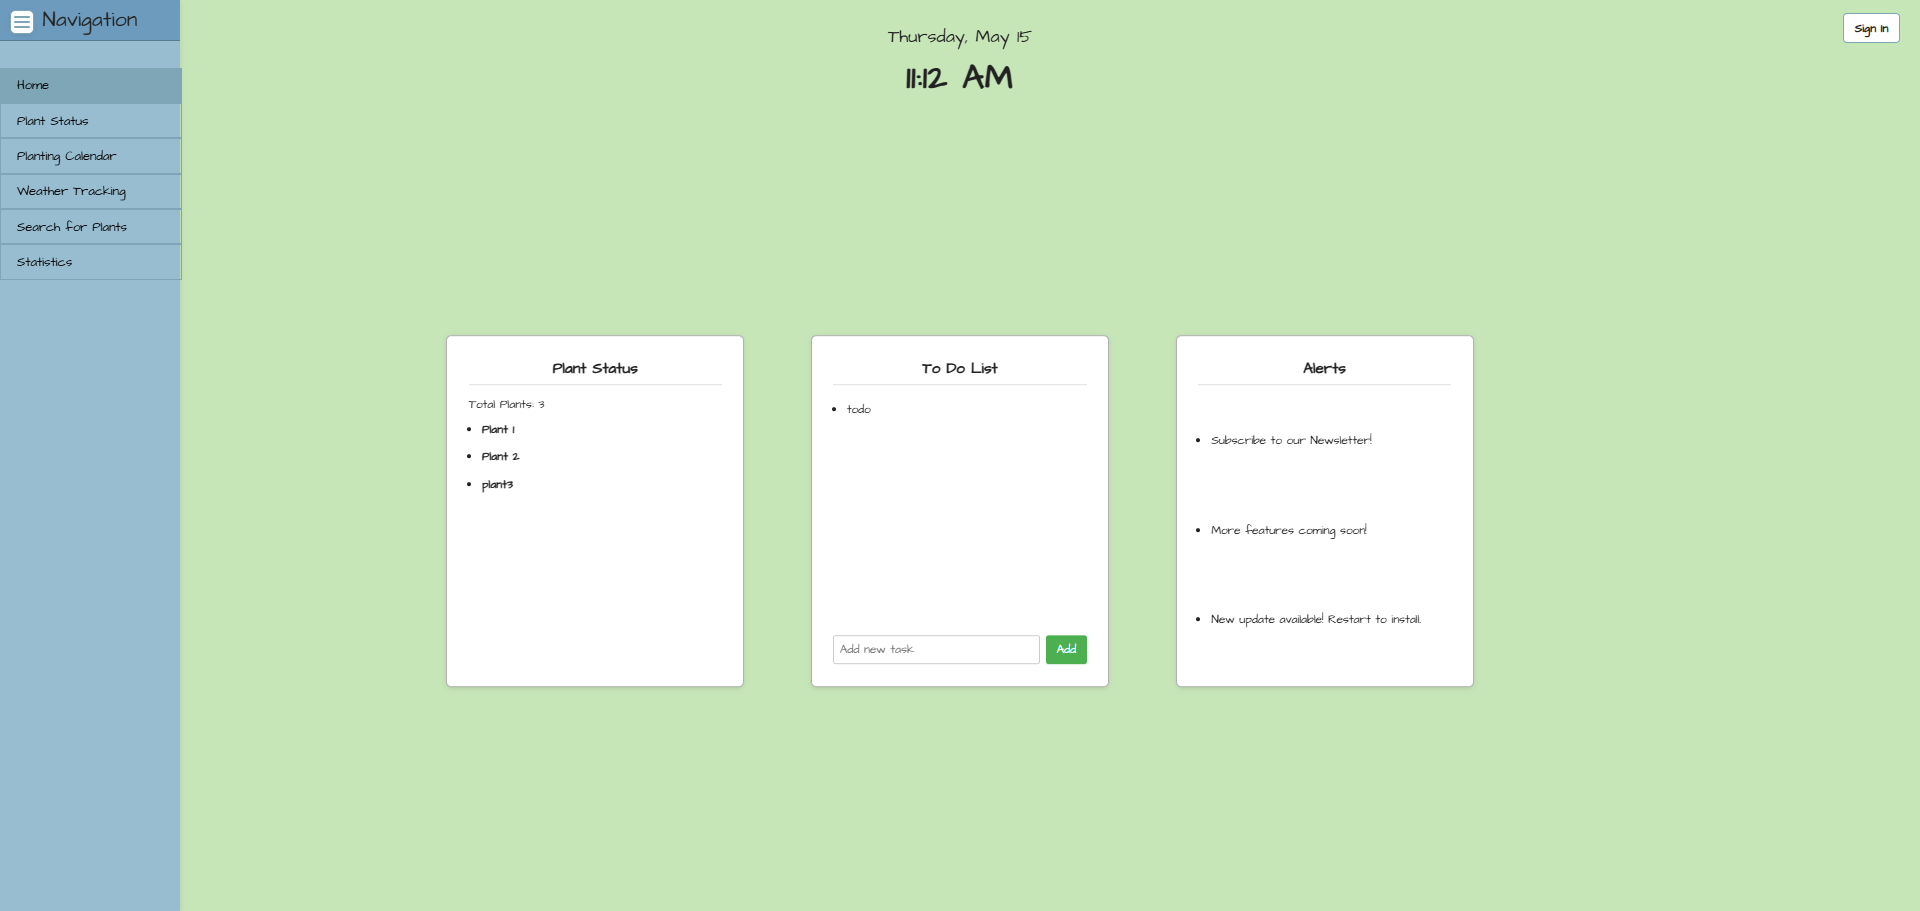 Navigation
Home
Plant Status
Planting Calendar
Weather Tracking
Search for Plants
Statistics
Thursday, May 15
11:12 AM
Sign In
Plant Status
Total Plants: 3
Plant 1
Plant 2
plant3
To Do List
todo
Add new task
Add
Alerts
Subscribe to our Newsletter!
More features coming soon!
New update available! Restart to install.